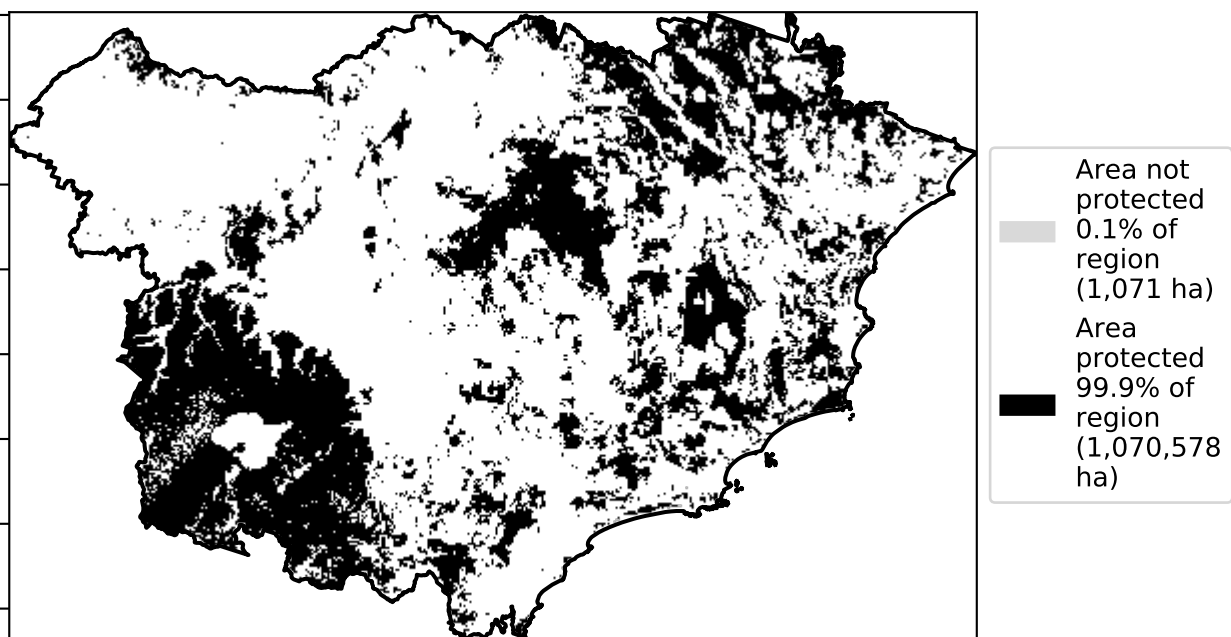 Area not
protected
0.1% of
region
(1,071 ha)
Area
protected
99.9% of
region
(1,070,578
ha)